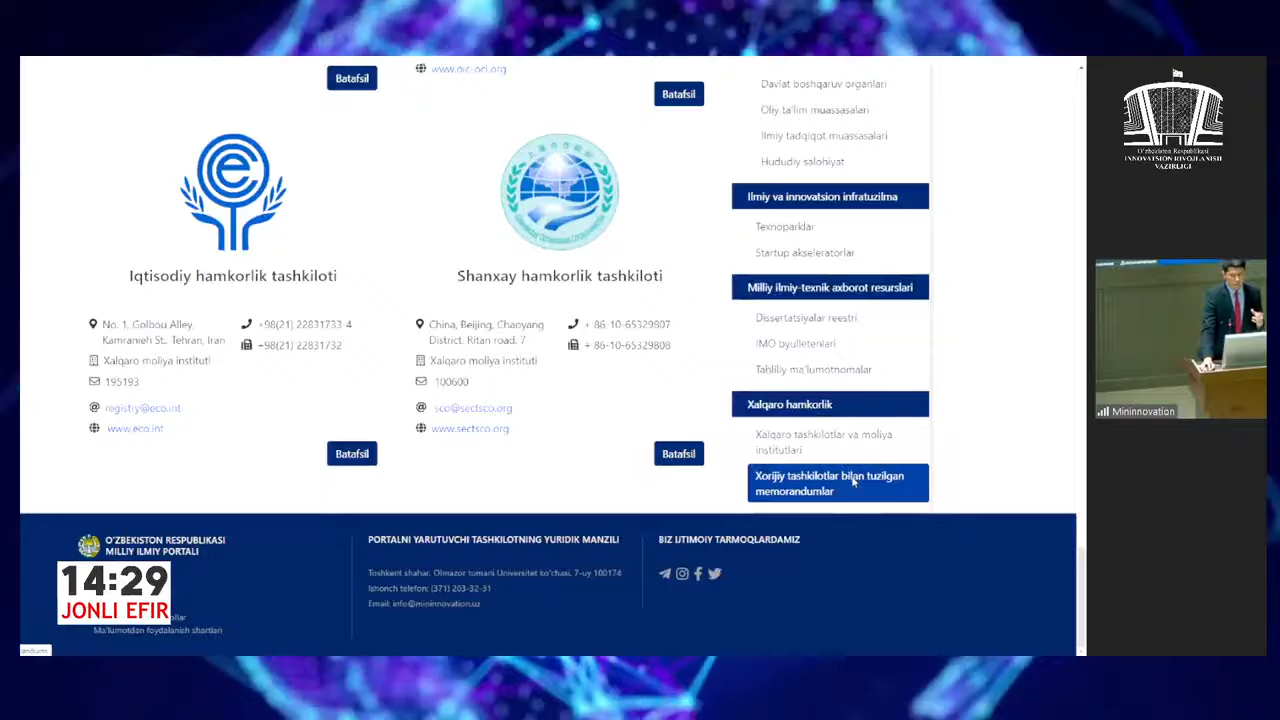 Batafsil
www.oic-oci.org
Batafsil
Iqtisodiy hamkorlik tashkiloti
No. 1, Golbou Alley,
Kamranieh St., Tehran, Iran
+98(21) 22831733-4
+98(21) 22831732
Xalqaro moliya instituti
195193
registry@eco.int
www.eco.int
Batafsil
Shanxay hamkorlik tashkiloti
China, Beijing, Chaoyang
District, Ritan road, 7
+ 86. 10-65329807
+ 86-10-65329808
Xalqaro moliya instituti
100600
sco@sectsco.org
www.sectsco.org
Batafsil
Davlat boshqaruv organlari
Oliy ta'lim muassasalari
Ilmiy tadqiqot muassasalari
Hududiy salohiyat
Ilmiy va innovatsion infratuzilma
Texnoparklar
Startup akseleratorlar
Milliy ilmiy-texnik axborot resurslari
Dissertatsiyalar reestri
IMO byulletenlari
Tahliliy ma'lumotnomalar
Xalqaro hamkorlik
Xalqaro tashkilotlar va moliya
institutlari
Xorijiy tashkilotlar bilan tuzilgan
memorandumlar
O'ZBEKISTON RESPUBLIKASI
MILLIY ILMIY PORTALI
14:29
JONLI EFIR
Ma'lumotdan foydalanish shartlari
PORTALNI YARUTUVCHI TASHKILOTNING YURIDIK MANZILI
Toshkent shahar, Olmazor tumani Universitet ko'chasi, 7-uy 100174
Ishonch telefon: (371) 203-32-31
Email: info@mininnovation.uz
BIZ IJTIMOIY TARMOQLARDAMIZ
O'zbekiston Respublikasi
INNOVATSION RIVOJLANISH
VAZIRLIGI
Mininnovation